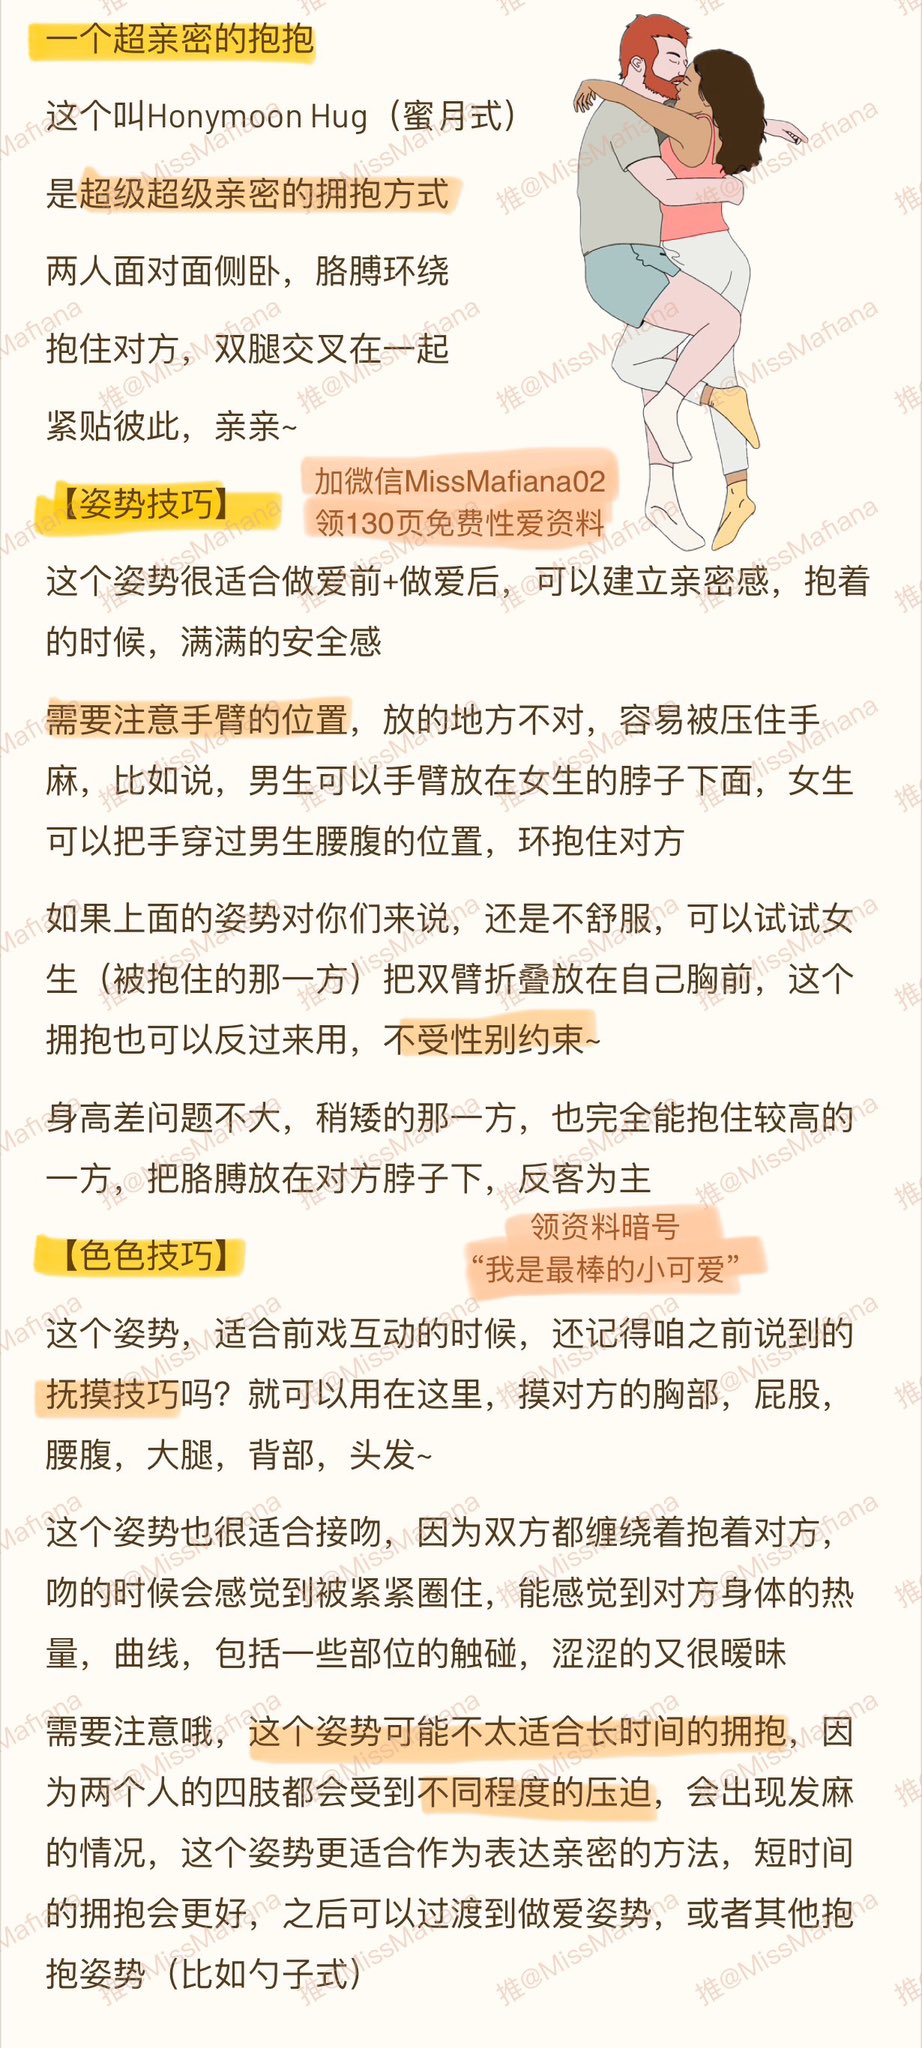 一个超亲密的抱抱
这个叫Honymoon Hug（蜜月式）
是超级超级亲密的拥抱方式
两人面对面侧卧，胳膊环绕
抱住对方，双腿交叉在一起
紧贴彼此，亲亲~
【姿势技巧】
加微信MissMafiana02
领130页免费性爱资料
这个姿势很适合做爱前+做爱后，可以建立亲密感，抱着
的时候，满满的安全感
需要注意手臂的位置，放的地方不对，容易被压住手
麻，比如说，男生可以手臂放在女生的脖子下面，女生
可以把手穿过男生腰腹的位置，环抱住对方
如果上面的姿势对你们来说，还是不舒服，可以试试女
生（被抱住的那一方）把双臂折叠放在自己胸前，这个
拥抱也可以反过来用，不受性别约束~
身高差问题不大，稍矮的那一方，也完全能抱住较高的
一方，把胳膊放在对方脖子下，反客为主
领资料暗号
“我是最棒的小可爱”
【色色技巧】
这个姿势，适合前戏互动的时候，还记得咱之前说到的
抚摸技巧吗？就可以用在这里，摸对方的胸部，屁股，
腰腹，大腿，背部，头发~
这个姿势也很适合接吻，因为双方都缠绕着抱着对方，
吻的时候会感觉到被紧紧圈住，能感觉到对方身体的热
量，曲线，包括一些部位的触碰，涩涩的又很暧昧
需要注意哦，这个姿势可能不太适合长时间的拥抱，因
为两个人的四肢都会受到不同程度的压迫，会出现发麻
的情况，这个姿势更适合作为表达亲密的方法，短时间
的拥抱会更好，之后可以过渡到做爱姿势，或者其他抱
抱姿势（比如勺子式）
推@MissMafiana